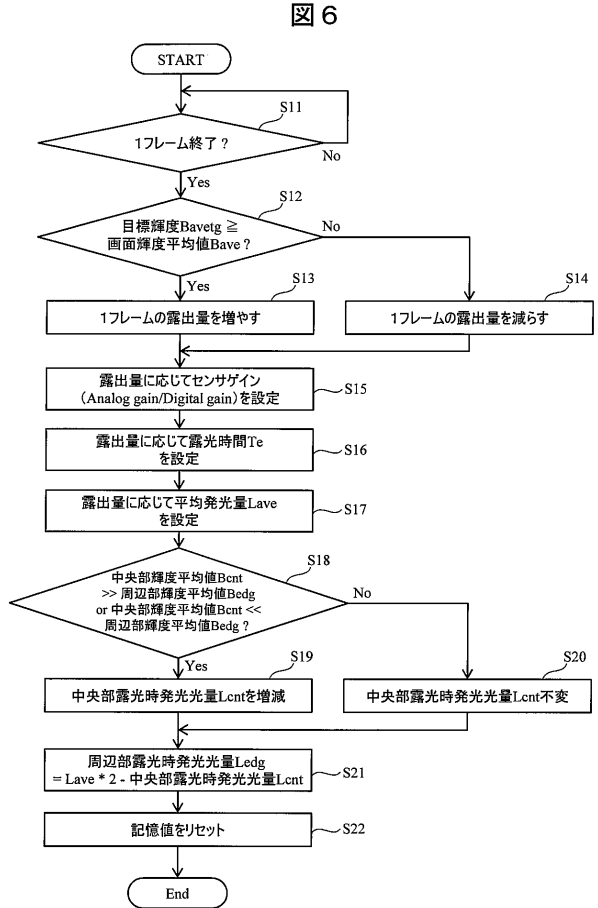 図６
START
S11
1フレーム終了？
No
Yes
S12
目標輝度Bavetg ≧
画面輝度平均値Bave？
No
Yes
S13
1フレームの露出量を増やす
S14
1フレームの露出量を減らす
露出量に応じてセンサゲイン
（Analog gain/Digital gain）を設定
S15
露出量に応じて露光時間Te
を設定
S16
露出量に応じて平均発光量Lave
を設定
S17
S18
中央部輝度平均値Bcnt
>> 周辺部輝度平均値Bedg
or 中央部輝度平均値Bcnt <<
周辺部輝度平均値Bedg？
No
Yes
S19
中央部露光時発光光量Lcntを増減
S20
中央部露光時発光光量Lcnt不変
周辺部露光時発光光量Ledg
= Lave * 2 - 中央部露光時発光光量Lcnt
S21
記憶値をリセット
S22
End